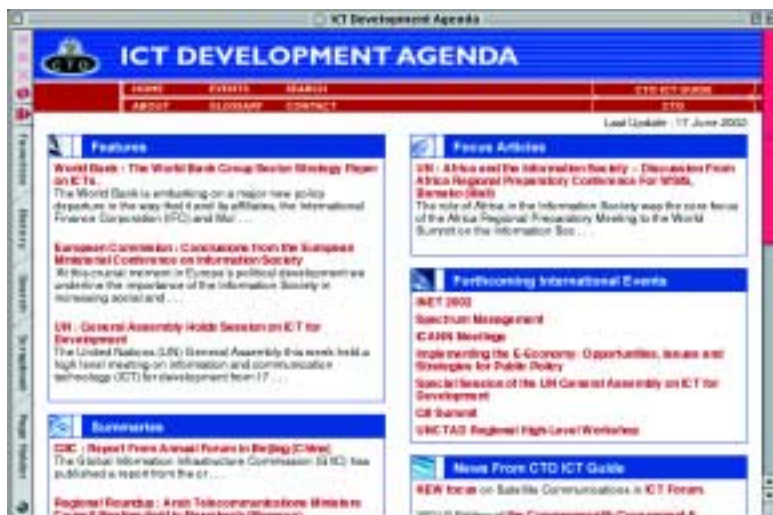 ICT Development Agenda
CTO
ICT DEVELOPMENT AGENDA
HOME EVENTS SEARCH CTO ICT GUIDE
ABOUT GLOSSARY CONTACT CTO
Last Update : 17 June 2002
Favorites
History
Search
Scrapbook
Page Holder
Features
World Bank : The World Bank Group Sector Strategy Paper
on ICTs.
The World Bank is embarking on a major new policy
departure in the way that it and its affiliates, the International
Finance Corporation (IFC) and Mul . . .
European Commission : Conclusions from the European
Ministerial Conference on Information Society
'At this crucial moment in Europe's political development we
underline the importance of the Information Society in
increasing social and . . .
UN : General Assembly Holds Session on ICT for
Development
The United Nations (UN) General Assembly this week held a
high level meeting on information and communication
technology (ICT) for development from 17 . . .
Summaries
GIIC : Report From Annual Forum in Beijing (China)
The Global Information Infrastructure Commission (GIIC) has
published a report from the or . . .
Regional Roundup : Arab Telecommunications Ministers
Council Meeting Held In
Focus Articles
UN : Africa and the Information Society - Discussion From
Africa Regional Preparatory Conference For WSIS,
Bamako (Mali)
The role of Africa in the Information Society was the core focus
of the Africa Regional Preparatory Meeting to the World
Summit on the Information Soc . . .
Forthcoming International Events
INET 2002
Spectrum Management
ICANN Meetings
Implementing the E-Economy: Opportunities, Issues and
Strategies for Public Policy
Special Session of the UN General Assembly on ICT for
Development
G8 Summit
UNCTAD Regional High-Level Workshop
News From CTO ICT Guide
NEW focus on Satellite Communications in ICT Forum.
the Commonwealth